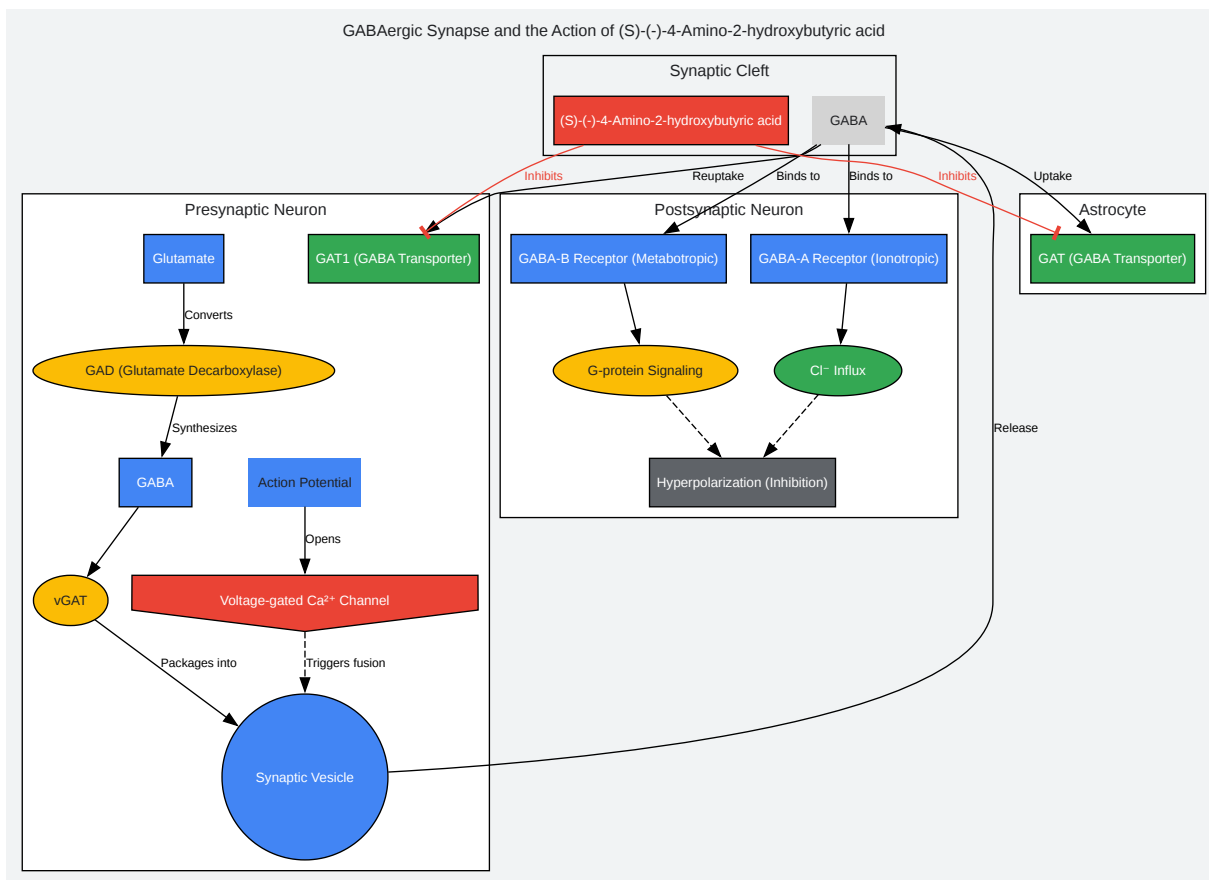 GABAergic Synapse and the Action of (S)-(-)-4-Amino-2-hydroxybutyric acid
Synaptic Cleft
(S)-(-)-4-Amino-2-hydroxybutyric acid
GABA
Inhibits
Reuptake
Binds to
Binds to
Inhibits
Uptake
Presynaptic Neuron
Postsynaptic Neuron
Astrocyte
Glutamate
GAT1 (GABA Transporter)
GABA-B Receptor (Metabotropic)
GABA-A Receptor (Ionotropic)
GAT (GABA Transporter)
Converts
GAD (Glutamate Decarboxylase)
G-protein Signaling
Cl⁻ Influx
Synthesizes
Release
GABA
Action Potential
Hyperpolarization (Inhibition)
Opens
vGAT
Voltage-gated Ca²⁺ Channel
Packages into
Triggers fusion
Synaptic Vesicle